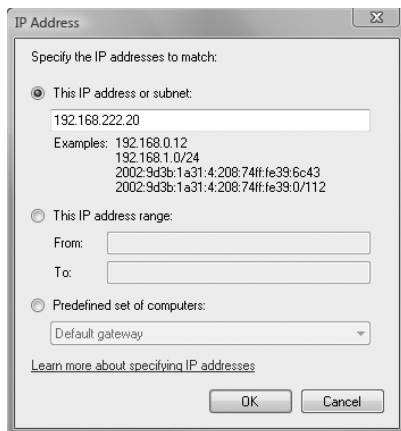 IP Address
Specify the IP addresses to match:
This IP address or subnet:
192.168.222.20
Examples: 192.168.0.12
192.168.1.0/24
2002:9d3b:1a31:4:208:74ff:fe39:6c43
2002:9d3b:1a31:4:208:74ff:fe39:0/112
This IP address range:
From:
To:
Predefined set of computers:
Default gateway
Learn more about specifying IP addresses
OK Cancel